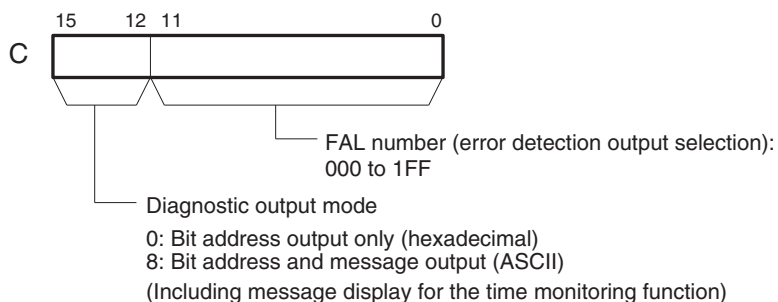 15 12 11 0
C
FAL number (error detection output selection):
000 to 1FF
Diagnostic output mode
0: Bit address output only (hexadecimal)
8: Bit address and message output (ASCII)
(Including message display for the time monitoring function)